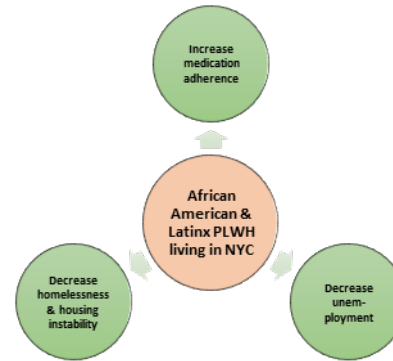 Increase
medication
adherence
African
American &
Latinx PLWH
living in NYC
Decrease
homelessness
& housing
instability
Decrease
unem-
ployment